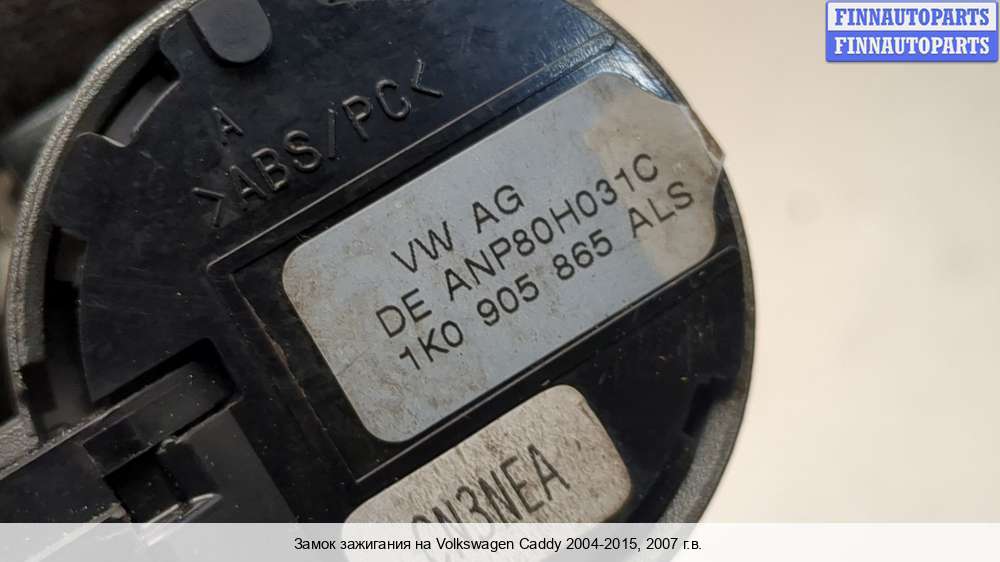 FINNAUTOPARTS
FINNAUTOPARTS
A
>ABS/PC<
VW AG
DE ANP80H031C
1K0 905 865 ALS
Замок зажигания на Volkswagen Caddy 2004-2015, 2007 г.в.